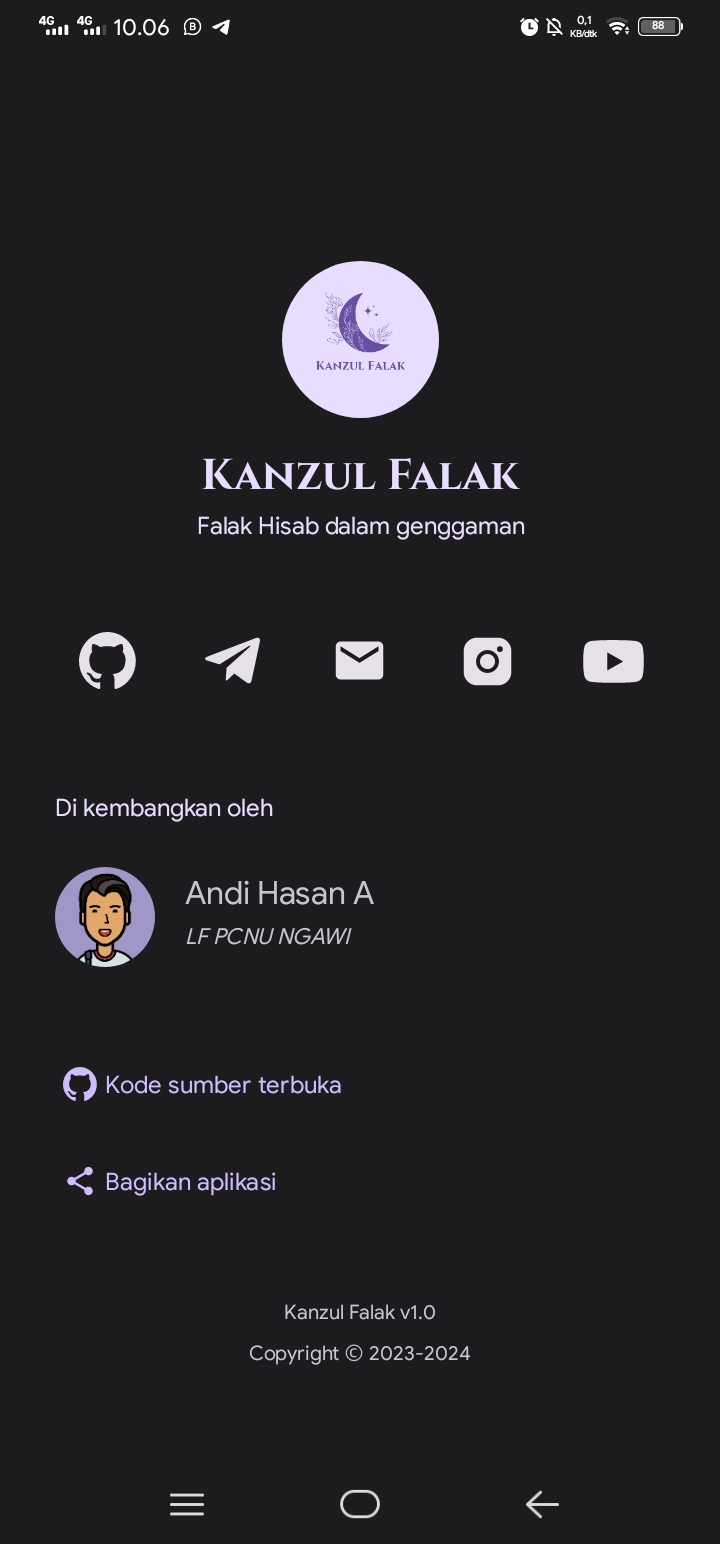 4G 4G 10.06 B 0,1 KB/dtk 88
KANZUL FALAK
KANZUL FALAK
Falak Hisab dalam genggaman
Di kembangkan oleh
Andi Hasan A
LF PCNU NGAWI
Kode sumber terbuka
Bagikan aplikasi
Kanzul Falak v1.0
Copyright © 2023-2024